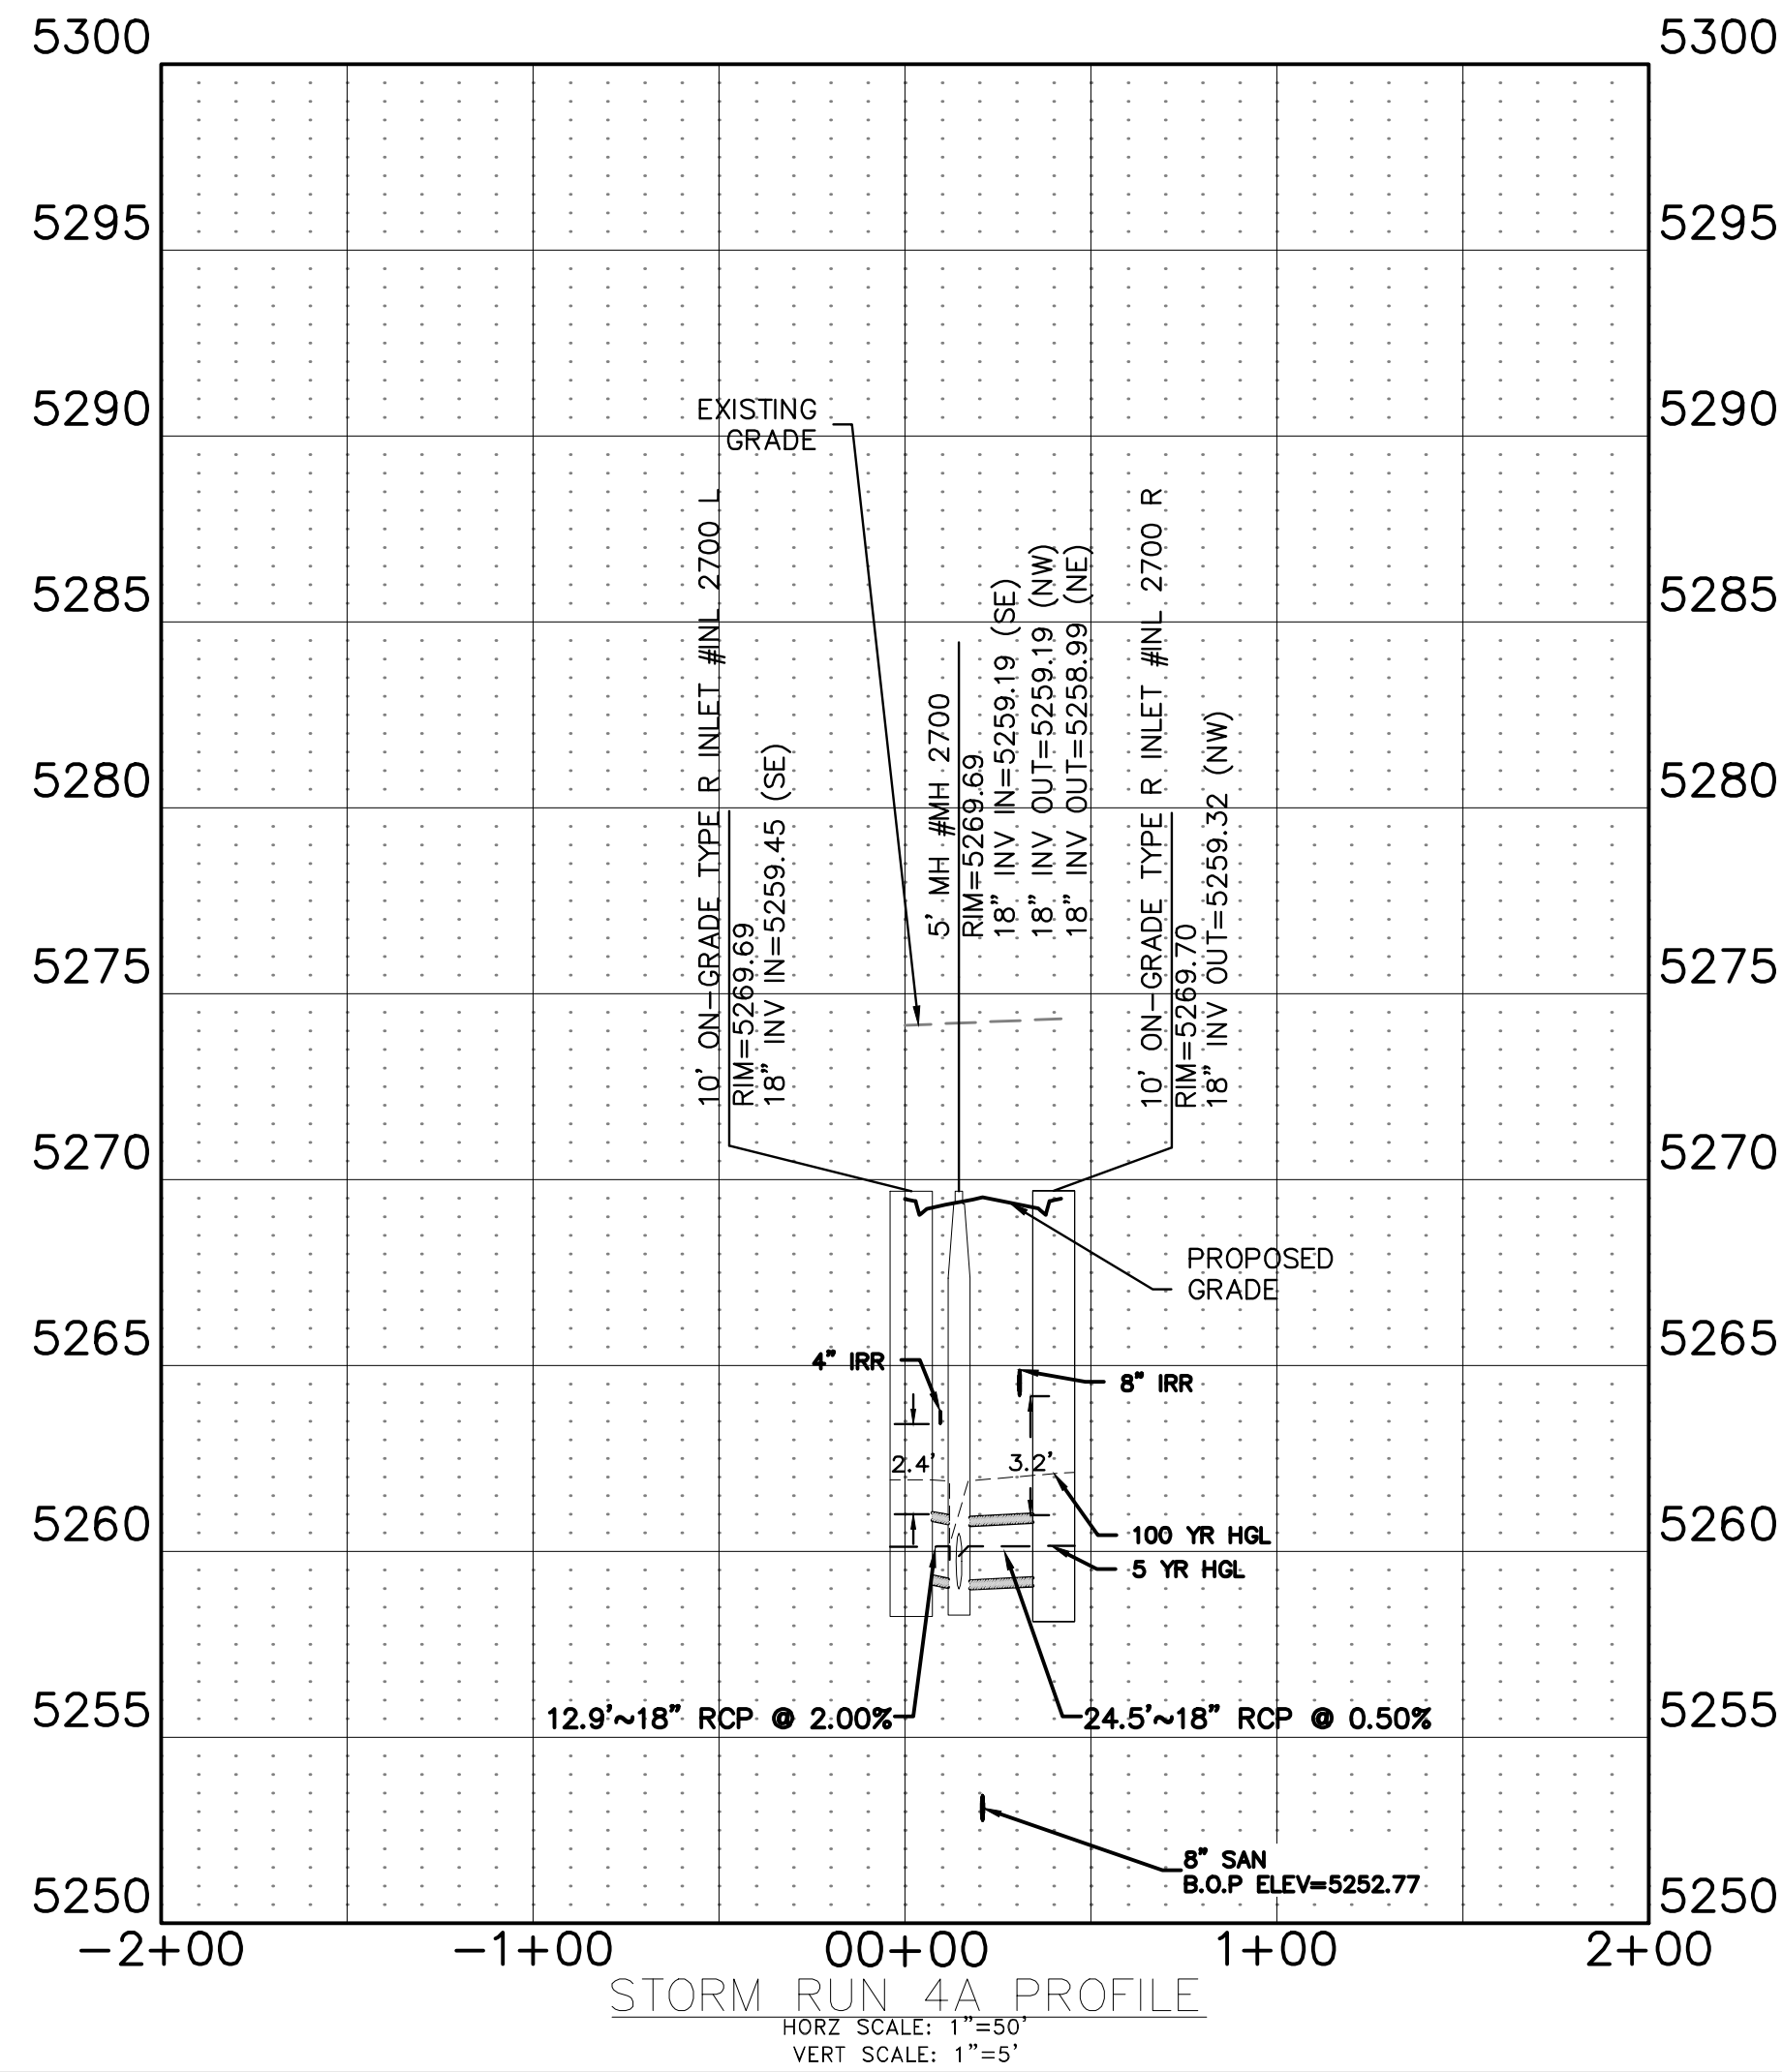 5300
5300
5295
5295
5290
5290
5285
5285
5280
5280
5275
5275
5270
5270
5265
5265
5260
5260
5255
5255
5250
5250
EXISTING
GRADE
10' ON-GRADE TYPE R INLET #INL 2700 L
RIM=5269.69
18" INV IN=5259.45 (SE)
5' MH #MH 2700
RIM=5269.69
18" INV IN=5259.19 (SE)
18" INV OUT=5259.19 (NW)
18" INV OUT=5258.99 (NE)
10' ON-GRADE TYPE R INLET #INL 2700 R
RIM=5269.70
18" INV OUT=5259.32 (NW)
PROPOSED
GRADE
4" IRR
8" IRR
2.4'
3.2'
100 YR HGL
5 YR HGL
12.9'~18" RCP @ 2.00%
24.5'~18" RCP @ 0.50%
8" SAN
B.O.P ELEV=5252.77
-2+00
-1+00
00+00
1+00
2+00
STORM RUN 4A PROFILE
HORZ SCALE: 1"=50'
VERT SCALE: 1"=5'